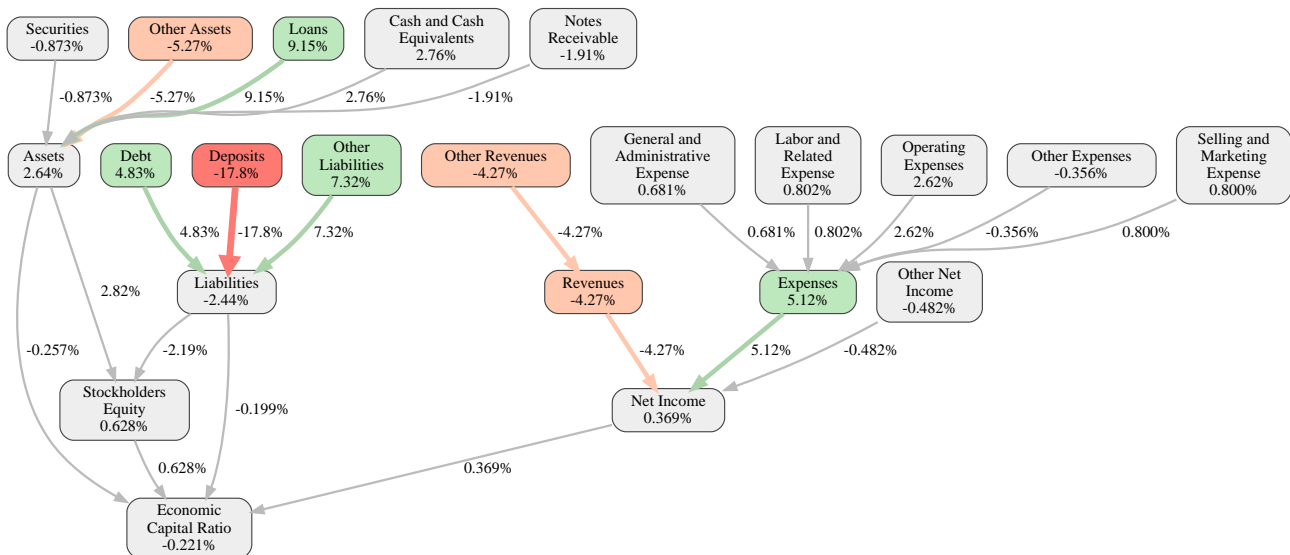 Securities
-0.873%
Other Assets
-5.27%
Loans
9.15%
Cash and Cash
Equivalents
2.76%
Notes
Receivable
-1.91%
-0.873%
-5.27%
9.15%
2.76%
-1.91%
Assets
2.64%
Debt
4.83%
Deposits
-17.8%
Other
Liabilities
7.32%
Other Revenues
-4.27%
General and
Administrative
Expense
0.681%
Labor and
Related
Expense
0.802%
Operating
Expenses
2.62%
Other Expenses
-0.356%
Selling and
Marketing
Expense
0.800%
4.83%
-17.8%
7.32%
-4.27%
0.681%
0.802%
2.62%
-0.356%
0.800%
2.82%
Liabilities
-2.44%
Revenues
-4.27%
Expenses
5.12%
Other Net
Income
-0.482%
-0.257%
-2.19%
-4.27%
5.12%
-0.482%
Stockholders
Equity
0.628%
-0.199%
Net Income
0.369%
0.628%
0.369%
Economic
Capital Ratio
-0.221%